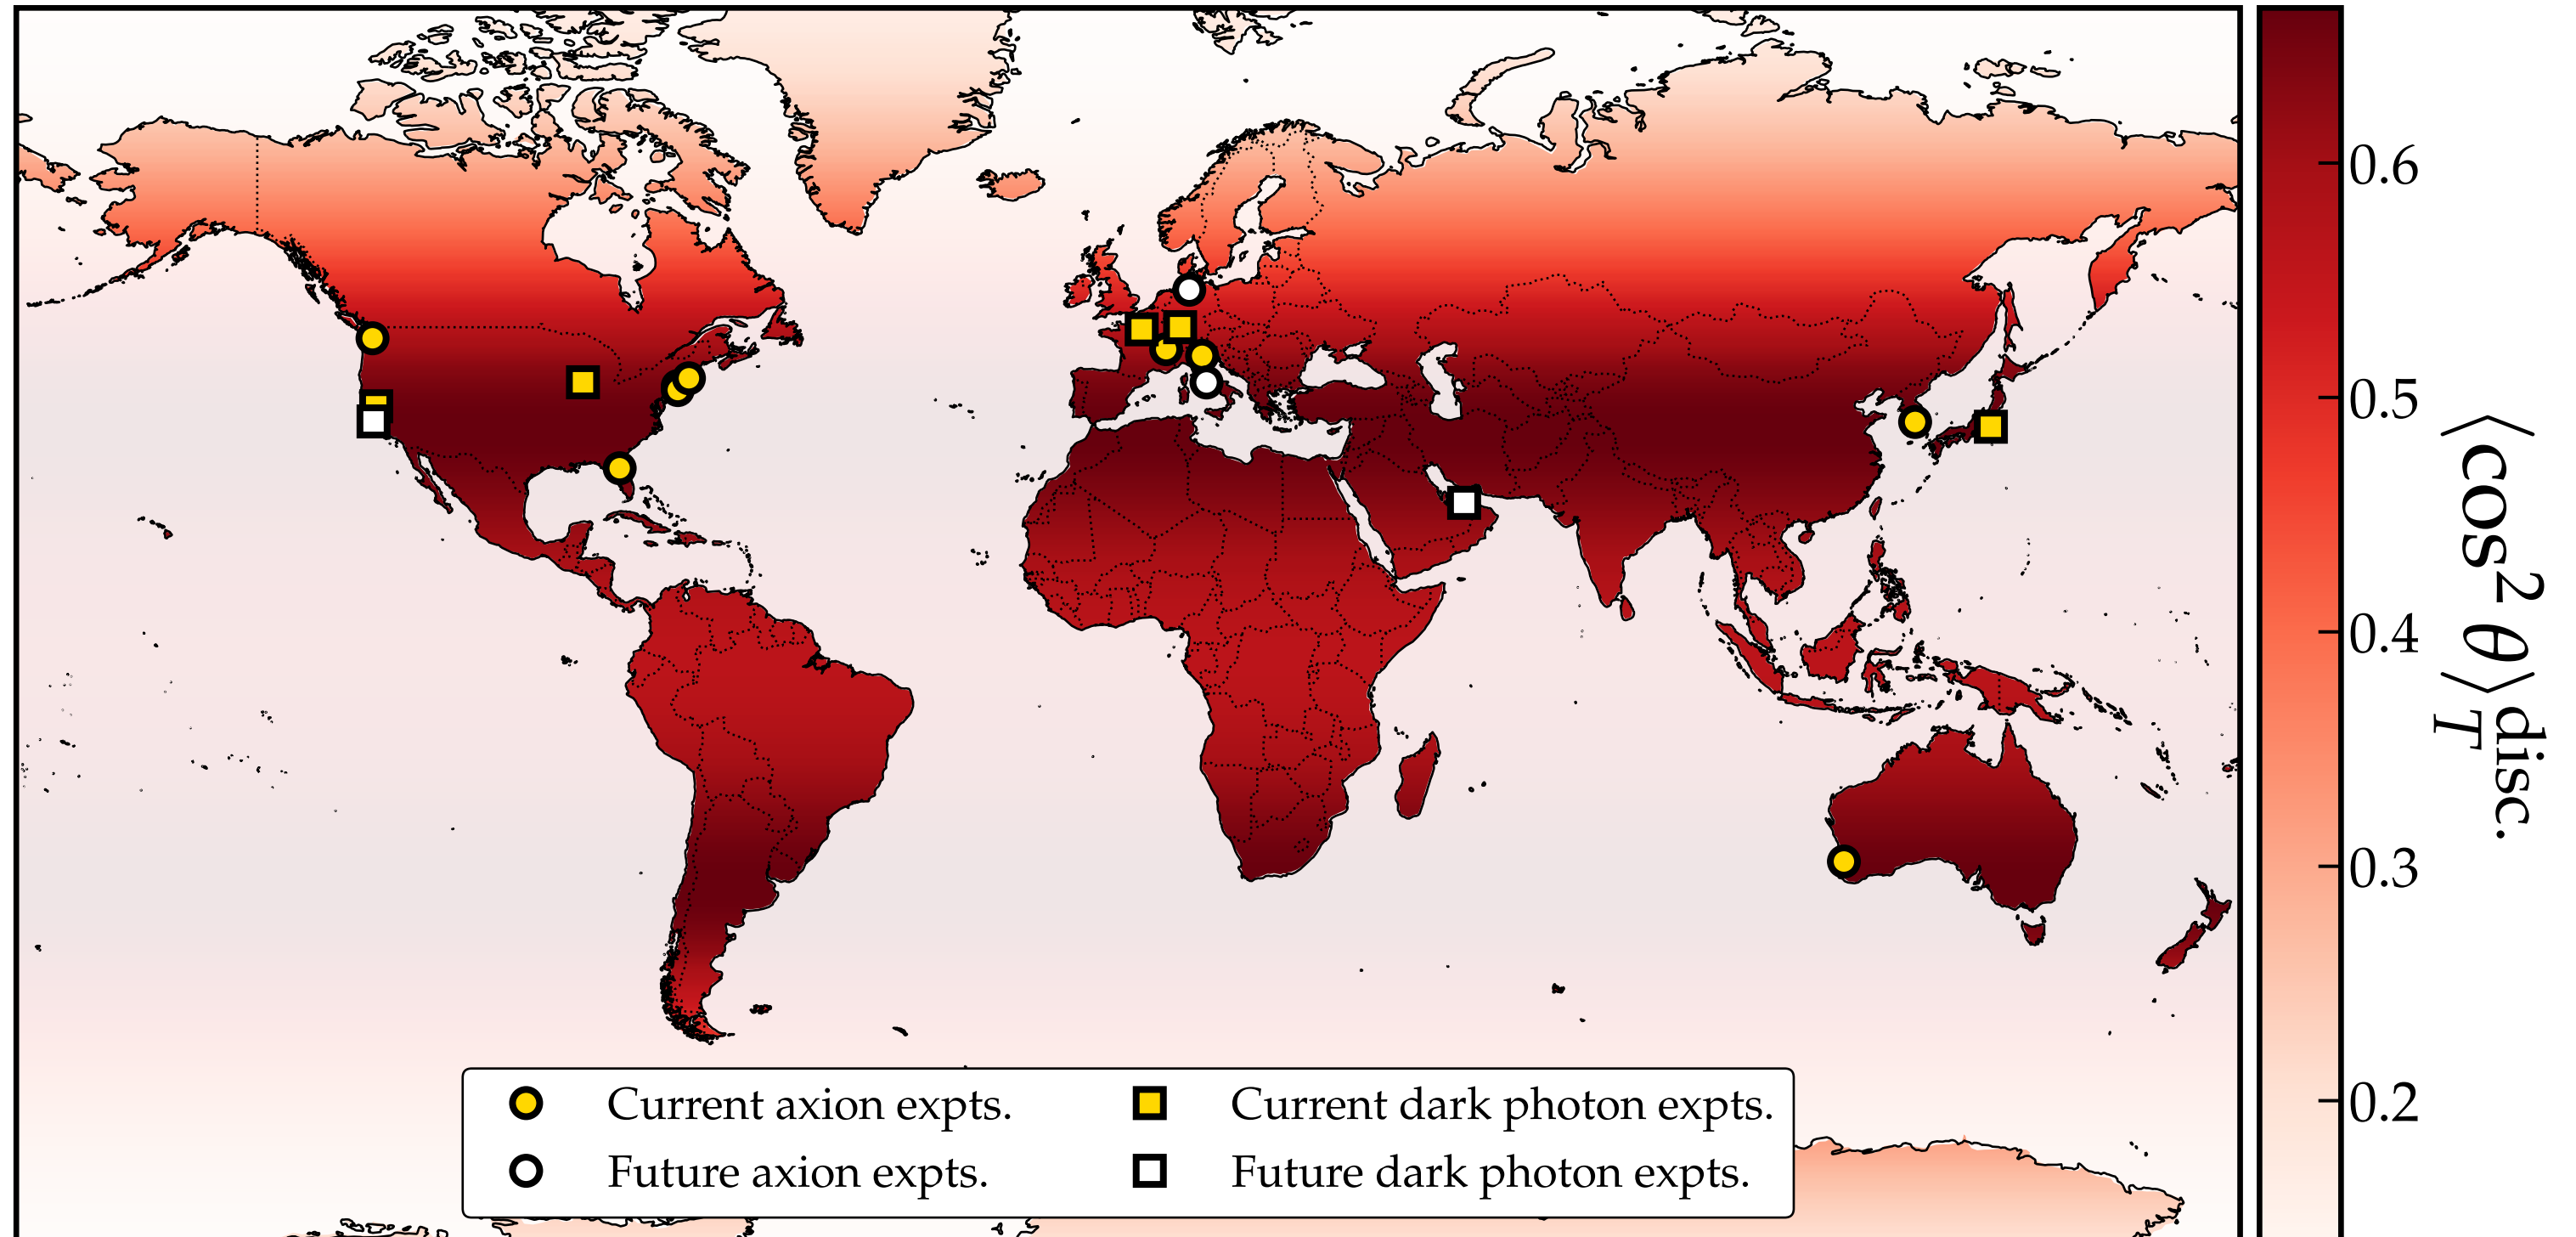 Current axion expts.
Future axion expts.
Current dark photon expts.
Future dark photon expts.
0.6
0.5
0.4
0.3
0.2
⟨cos² θ⟩_T^disc.